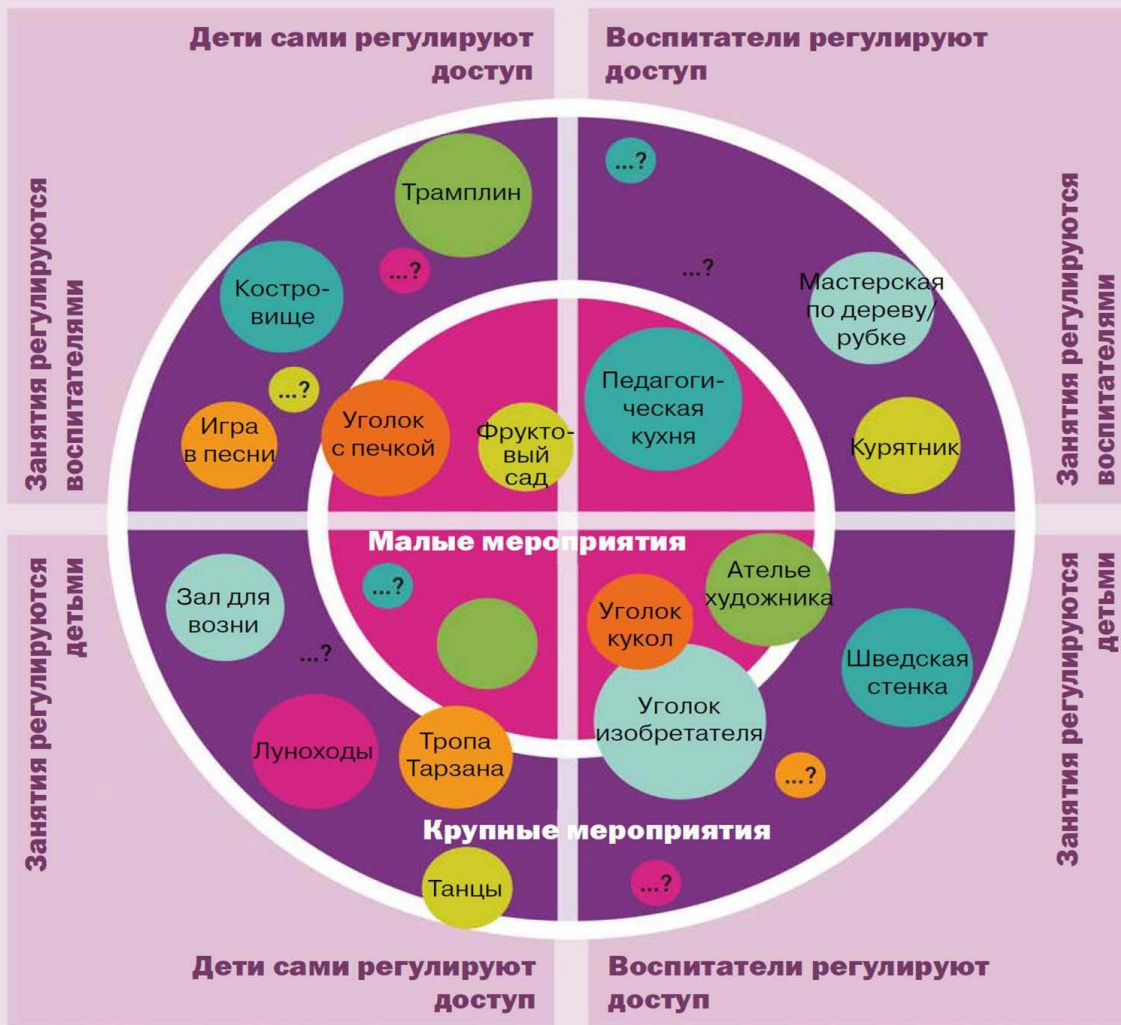 Дети сами регулируют
доступ
Воспитатели регулируют
доступ
Занятия регулируются
воспитателями
Занятия регулируются
воспитателями
Трамплин
...?
Костро-
вище
...?
Игра
в песни
Уголок
с печкой
Фрукто-
вый
сад
...?
...?
Мастерская
по дереву/
рубке
Педагоги-
ческая
кухня
Курятник
Малые мероприятия
Занятия регулируются
детьми
Зал для
возни
...?
...?
Луноходы
Тропа
Тарзана
Танцы
Ателье
художника
Уголок
кукол
Уголок
изобретателя
Шведская
стенка
...?
...?
Крупные мероприятия
Занятия регулируются
детьми
Дети сами регулируют
доступ
Воспитатели регулируют
доступ